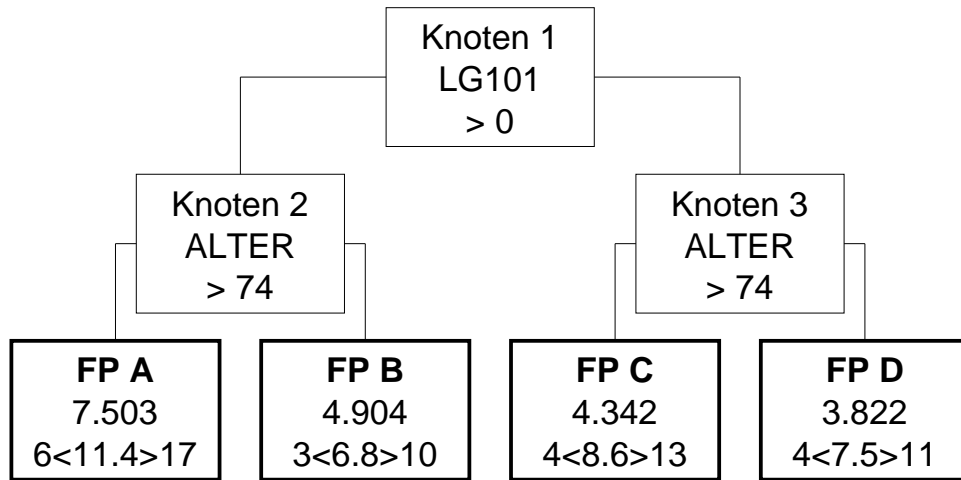 Knoten 1
LG101
> 0
Knoten 2
ALTER
> 74
Knoten 3
ALTER
> 74
FP A
7.503
6<11.4>17
FP B
4.904
3<6.8>10
FP C
4.342
4<8.6>13
FP D
3.822
4<7.5>11